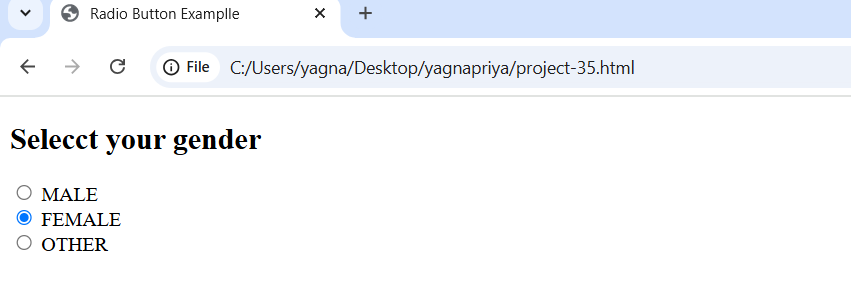 Radio Button Examplle
File C:/Users/yagna/Desktop/yagnapriya/project-35.html
Selecct your gender
MALE
FEMALE
OTHER